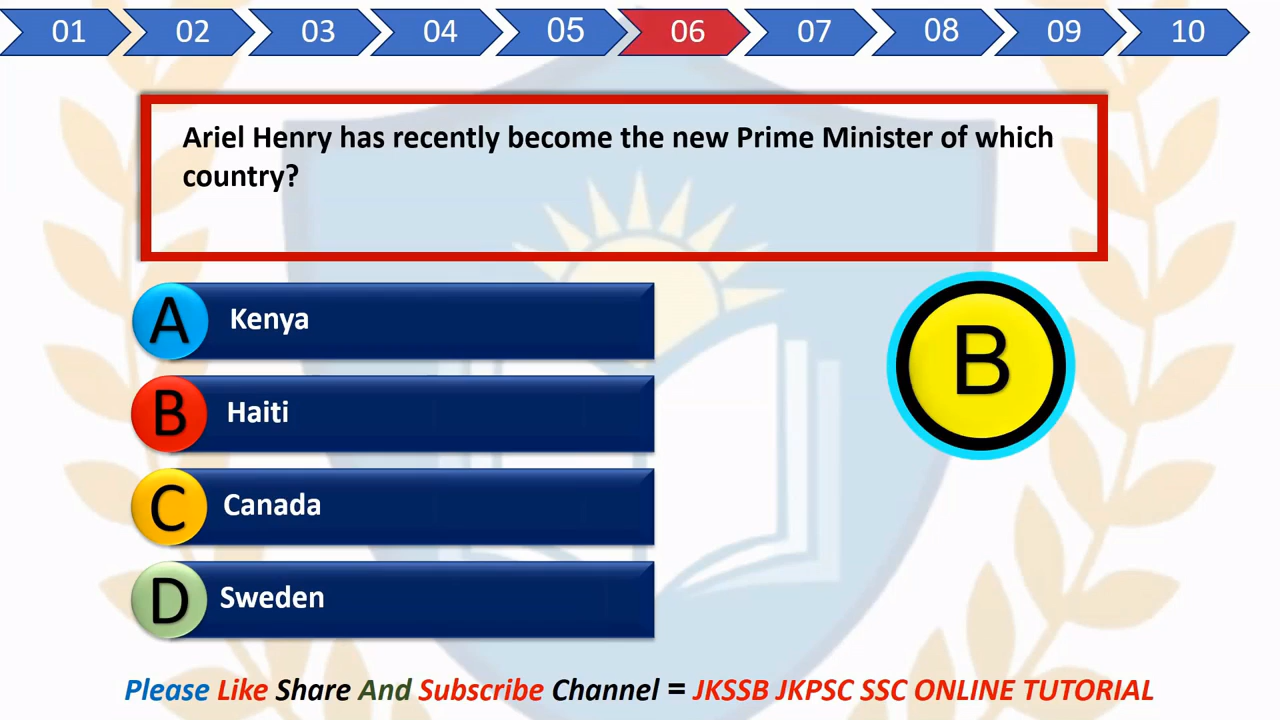 01 02 03 04 05 06 07 08 09 10
Ariel Henry has recently become the new Prime Minister of which
country?
A Kenya
B Haiti
B
C Canada
D Sweden
Please Like Share And Subscribe Channel = JKSSB JKPSC SSC ONLINE TUTORIAL